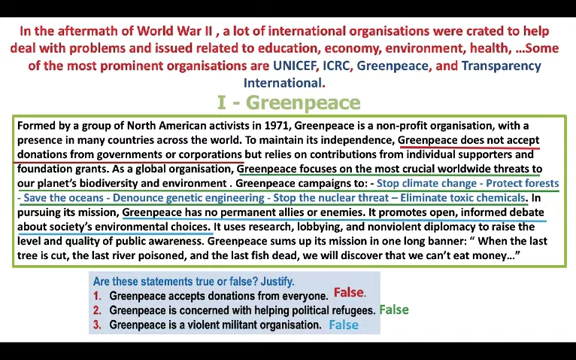 In the aftermath of World War II , a lot of international organisations were crated to help
deal with problems and issued related to education, economy, environment, health, …Some
of the most prominent organisations are UNICEF, ICRC, Greenpeace, and Transparency
International.
I - Greenpeace
Formed by a group of North American activists in 1971, Greenpeace is a non-profit organisation, with a
presence in many countries across the world. To maintain its independence, Greenpeace does not accept
donations from governments or corporations but relies on contributions from individual supporters and
foundation grants. As a global organisation, Greenpeace focuses on the most crucial worldwide threats to
our planet's biodiversity and environment . Greenpeace campaigns to: - Stop climate change - Protect forests
- Save the oceans - Denounce genetic engineering - Stop the nuclear threat – Eliminate toxic chemicals. In
pursuing its mission, Greenpeace has no permanent allies or enemies. It promotes open, informed debate
about society's environmental choices. It uses research, lobbying, and nonviolent diplomacy to raise the
level and quality of public awareness. Greenpeace sums up its mission in one long banner: “ When the last
tree is cut, the last river poisoned, and the last fish dead, we will discover that we can't eat money…”
Are these statements true or false? Justify.
1. Greenpeace accepts donations from everyone. False.
2. Greenpeace is concerned with helping political refugees. False
3. Greenpeace is a violent militant organisation. False